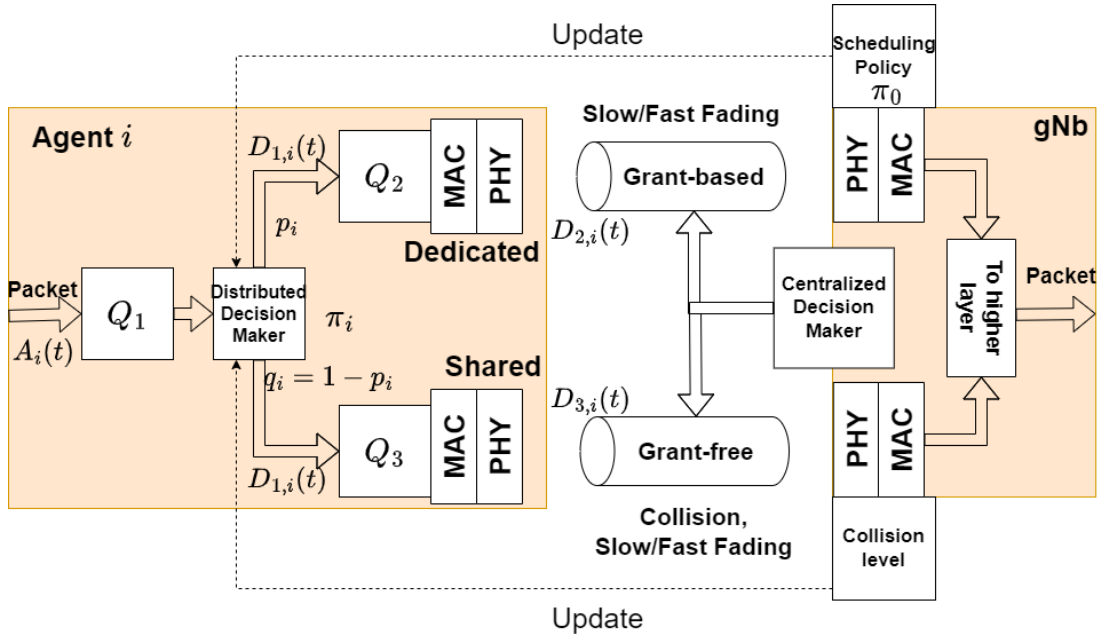 Update
Scheduling
Policy
π₀
Agent i
D₁,ᵢ(t)
Q₂
MAC
PHY
pᵢ
Dedicated
Slow/Fast Fading
Grant-based
D₂,ᵢ(t)
PHY
MAC
gNb
Packet
Aᵢ(t)
Q₁
Distributed
Decision
Maker
πᵢ
Centralized
Decision
Maker
To higher
layer
Packet
qᵢ = 1 − pᵢ
Shared
D₁,ᵢ(t)
Q₃
MAC
PHY
D₃,ᵢ(t)
Grant-free
Collision,
Slow/Fast Fading
PHY
MAC
Collision
level
Update